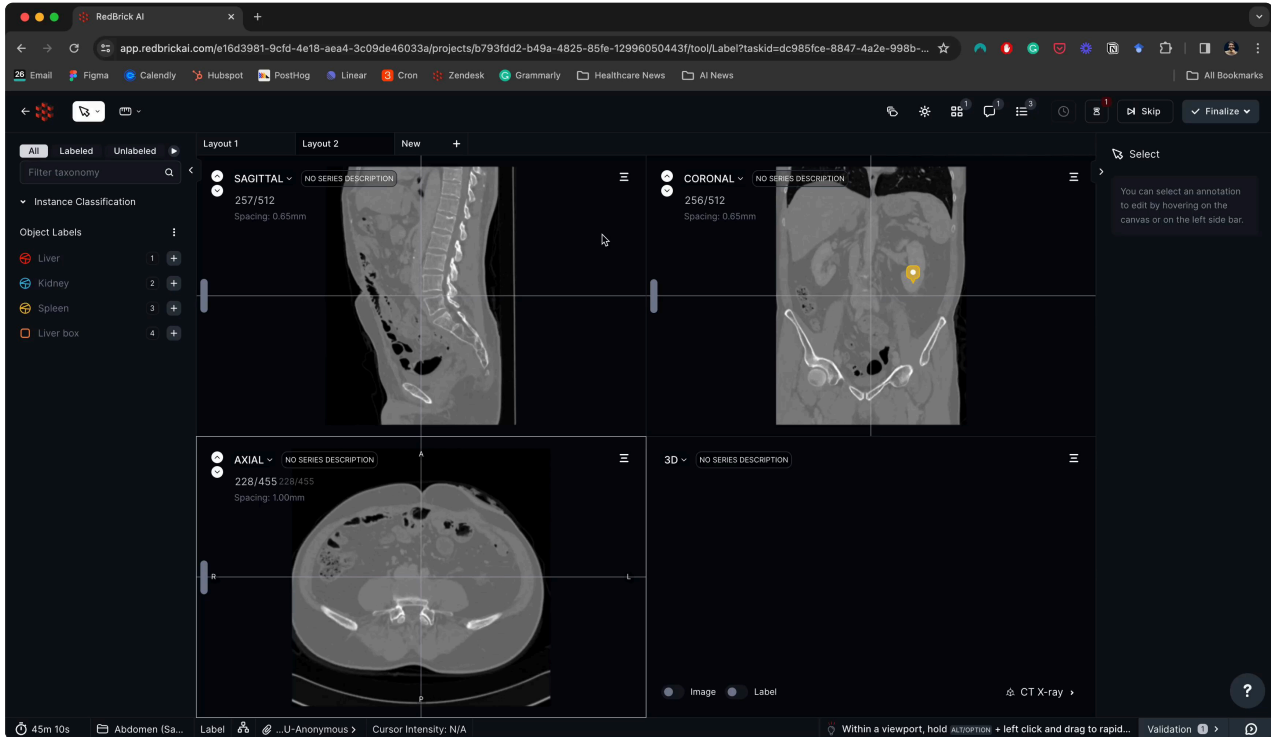 RedBrick AI
app.redbrickai.com/e16d3981-9cfd-4e18-aea4-3c09de46033a/projects/b793fdd2-b49a-4825-85fe-12996050443f/tool/Label?taskid=dc985fce-8847-4a2e-998b-...
26 Email Figma Calendly Hubspot PostHog Linear 3 Cron Zendesk Grammarly Healthcare News AI News All Bookmarks
1 1 3 1 Skip Finalize
All Labeled Unlabeled
Filter taxonomy
Instance Classification
Object Labels
Liver 1
Kidney 2
Spleen 3
Liver box 4
Layout 1 Layout 2 New
SAGITTAL NO SERIES DESCRIPTION
257/512
Spacing: 0.65mm
CORONAL NO SERIES DESCRIPTION
256/512
Spacing: 0.65mm
AXIAL NO SERIES DESCRIPTION
228/455 228/455
Spacing: 1.00mm
A
R L
P
3D NO SERIES DESCRIPTION
Image Label CT X-ray
Select
You can select an annotation
to edit by hovering on the
canvas or on the left side bar.
?
45m 10s Abdomen (Sa... Label ...U-Anonymous > Cursor Intensity: N/A Within a viewport, hold ALT/OPTION + left click and drag to rapid... Validation 1